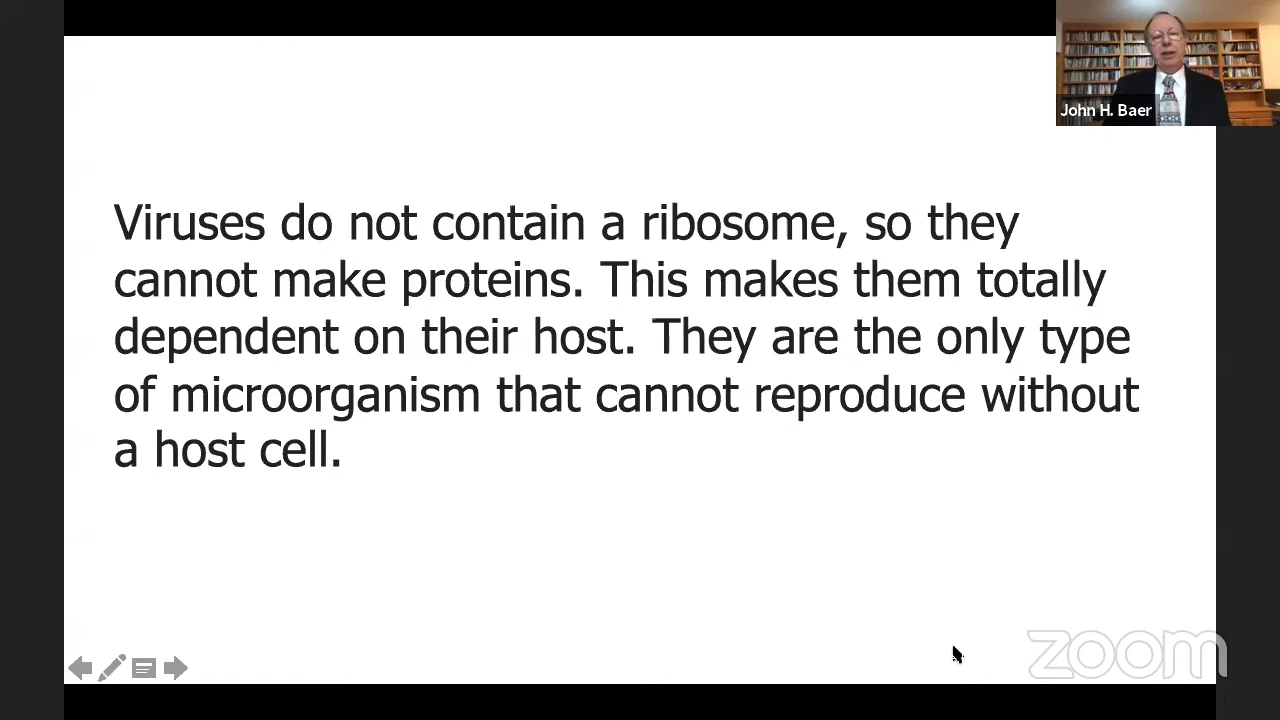 John H. Baer
Viruses do not contain a ribosome, so they
cannot make proteins. This makes them totally
dependent on their host. They are the only type
of microorganism that cannot reproduce without
a host cell.
zoom